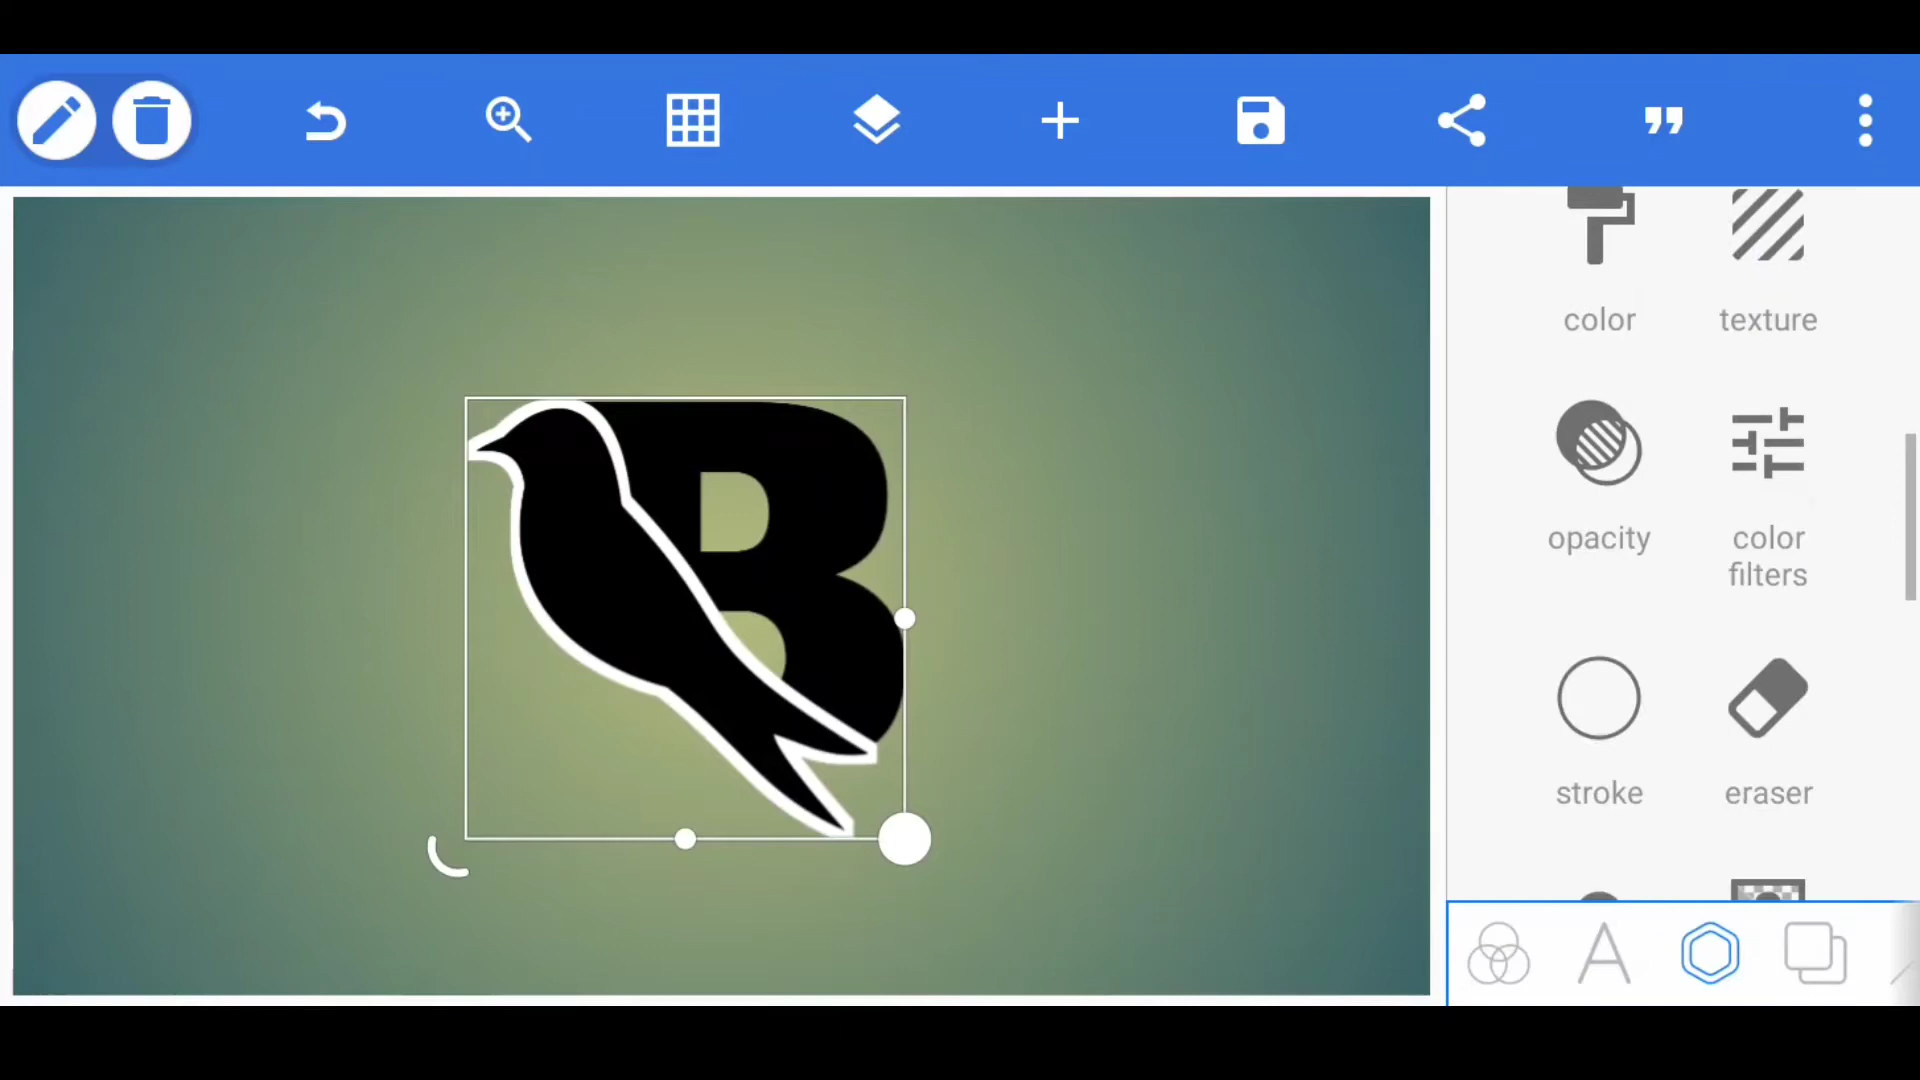 B
color
texture
opacity
color
filters
stroke
eraser